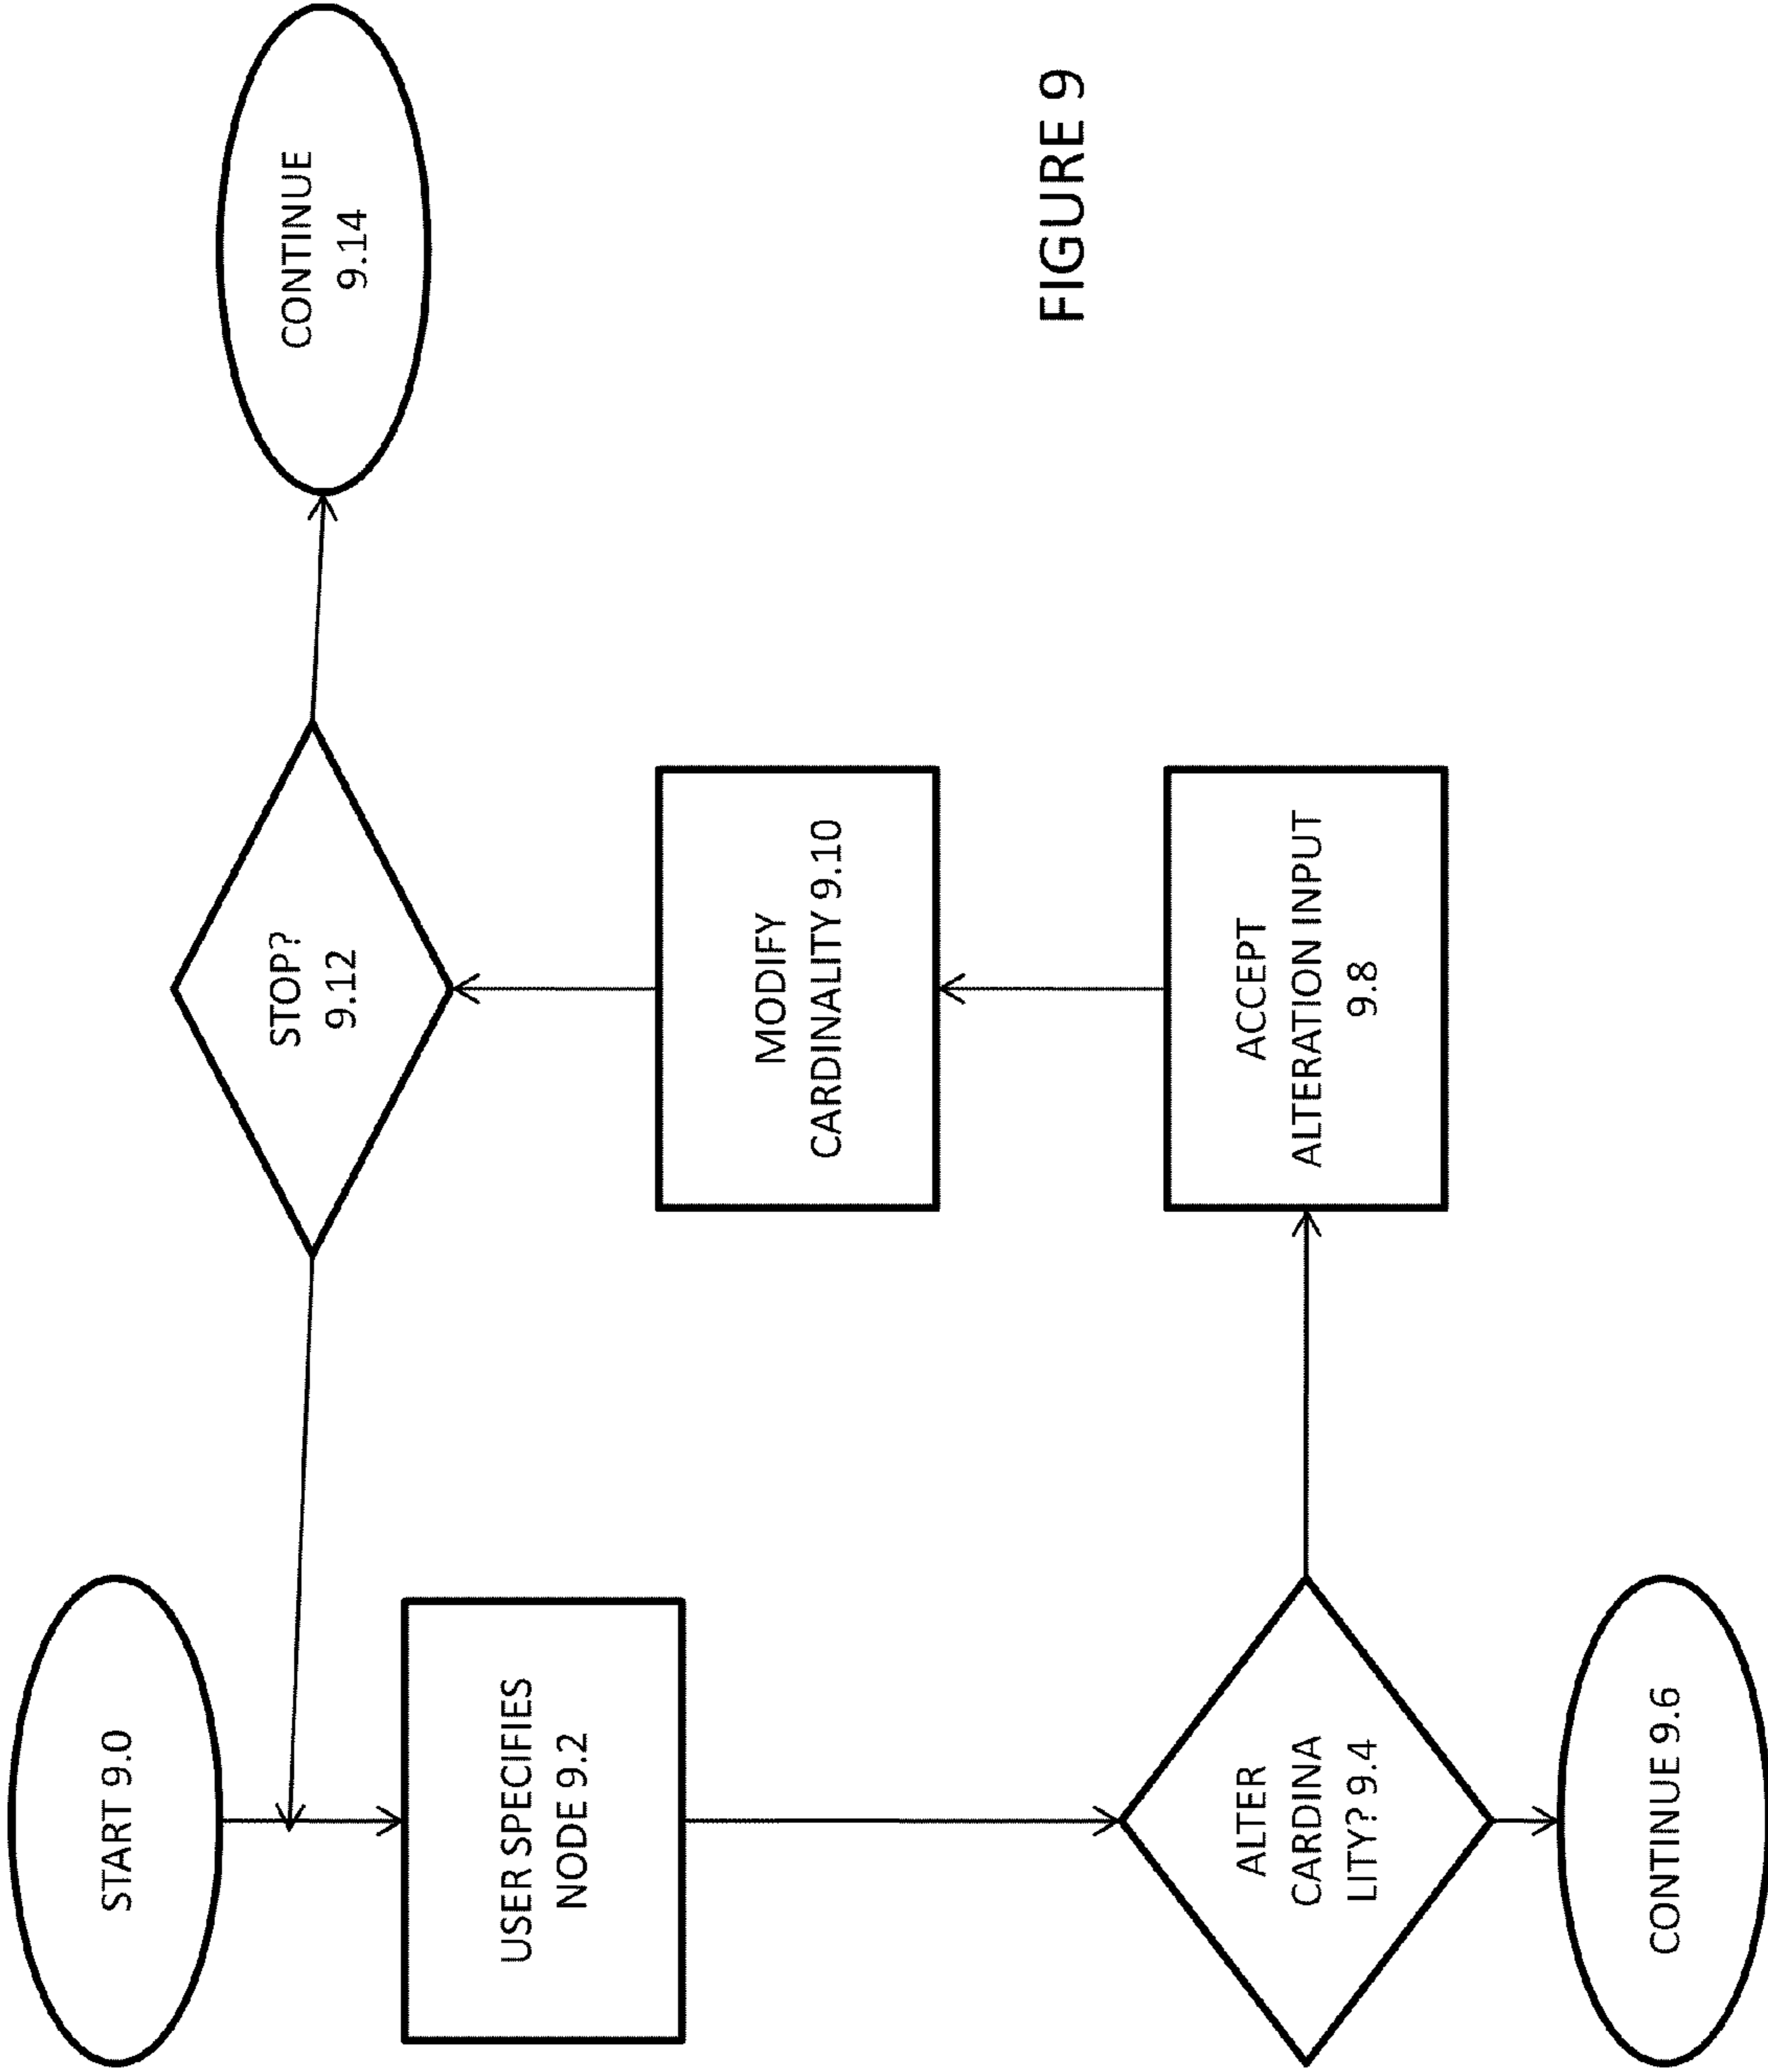 START 9.0
USER SPECIFIES
NODE 9.2
ALTER
CARDINA
LITY? 9.4
CONTINUE 9.6
ACCEPT
ALTERATION INPUT
9.8
MODIFY
CARDINALITY 9.10
STOP?
9.12
CONTINUE
9.14
FIGURE 9